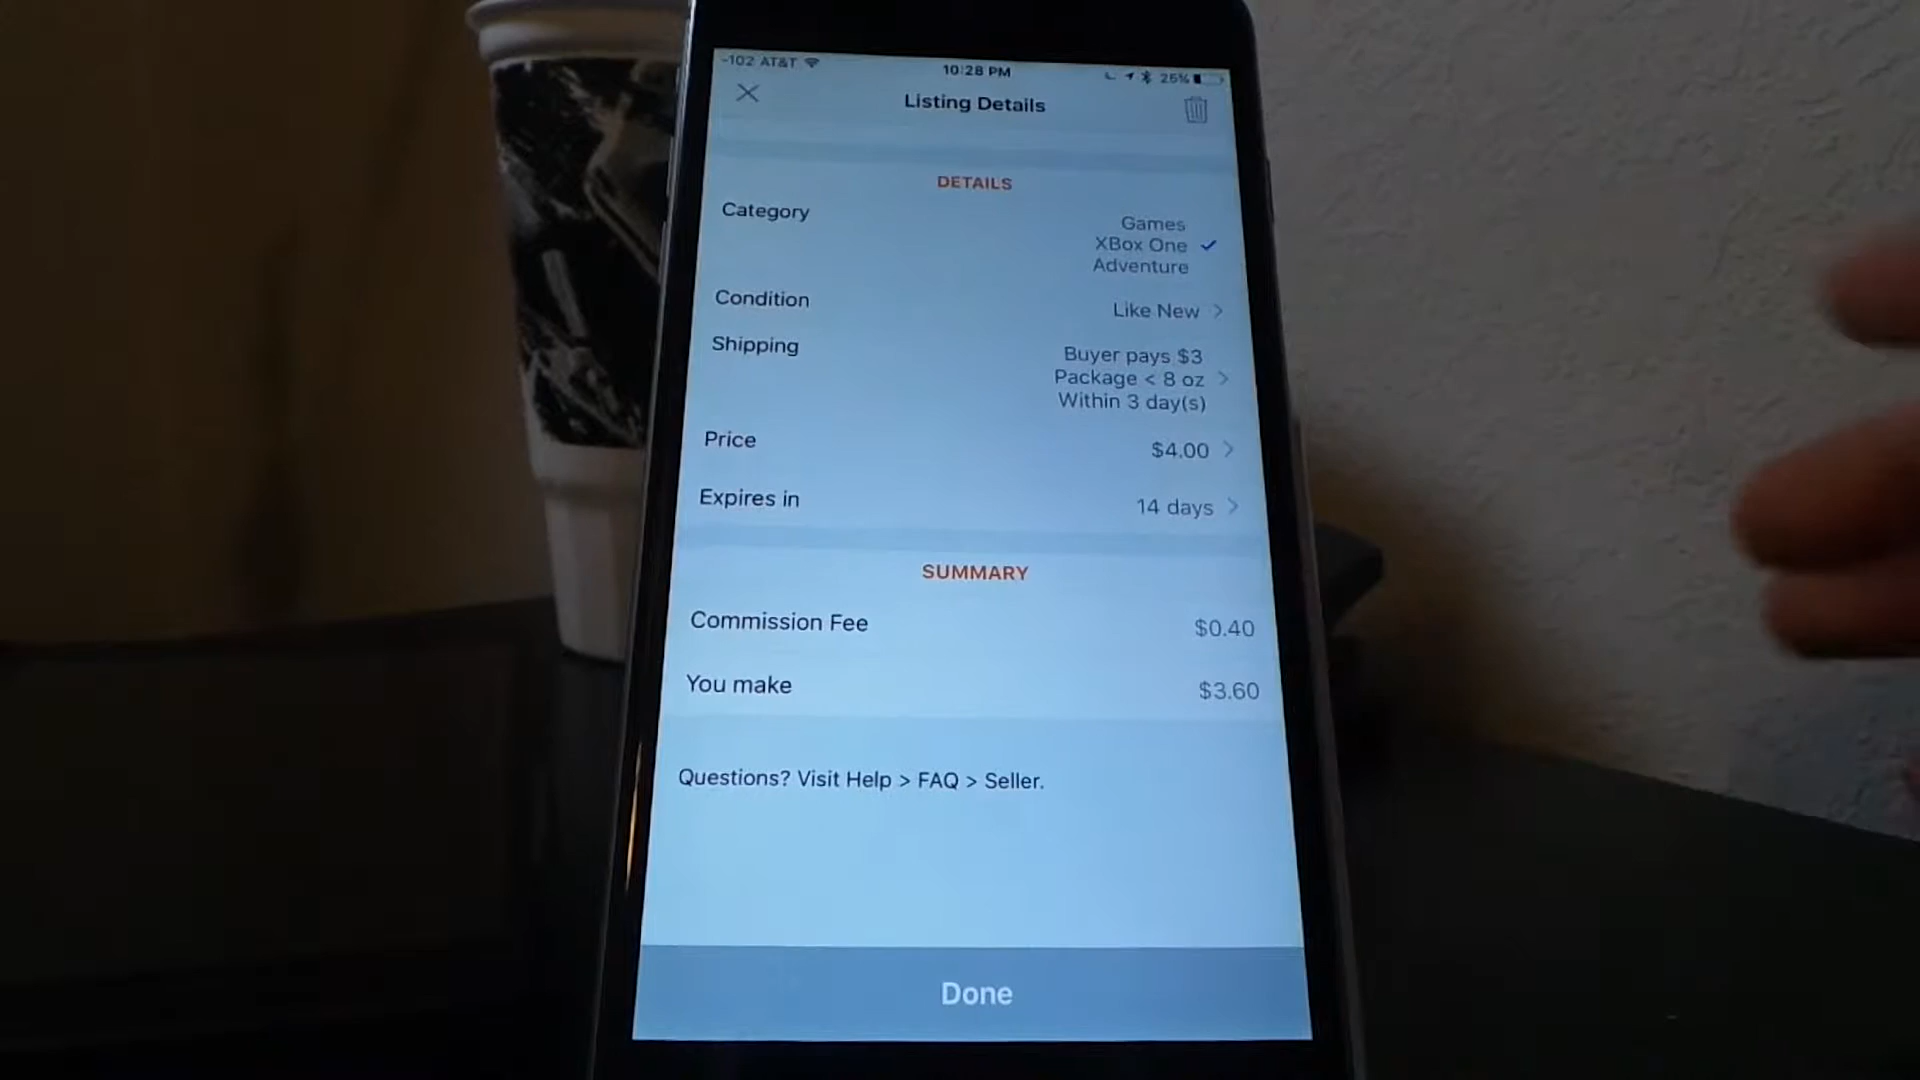 -102 AT&T 10:28 PM 25%
Listing Details
DETAILS
Category Games
XBox One
Adventure
Condition Like New
Shipping Buyer pays $3
Package < 8 oz
Within 3 day(s)
Price $4.00
Expires in 14 days
SUMMARY
Commission Fee $0.40
You make $3.60
Questions? Visit Help > FAQ > Seller.
Done